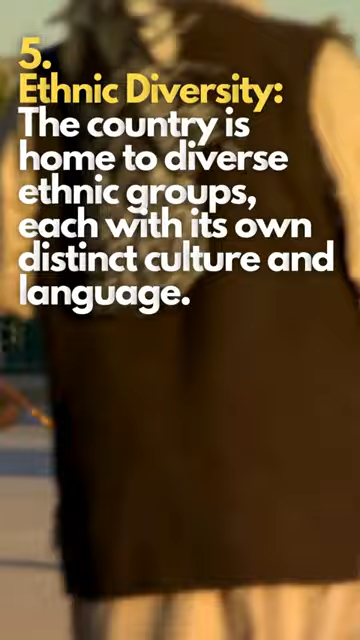 5.
Ethnic Diversity:
The country is
home to diverse
ethnic groups,
each with its own
distinct culture and
language.